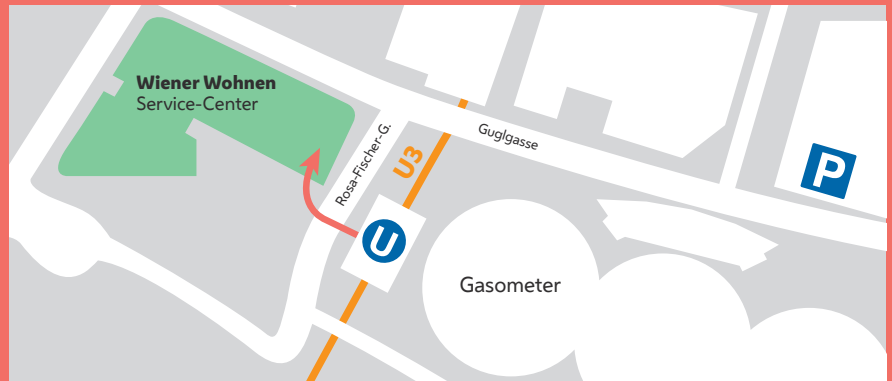 Wiener Wohnen
Service-Center
Rosa-Fischer-G.
U3
Guglgasse
P
U
Gasometer